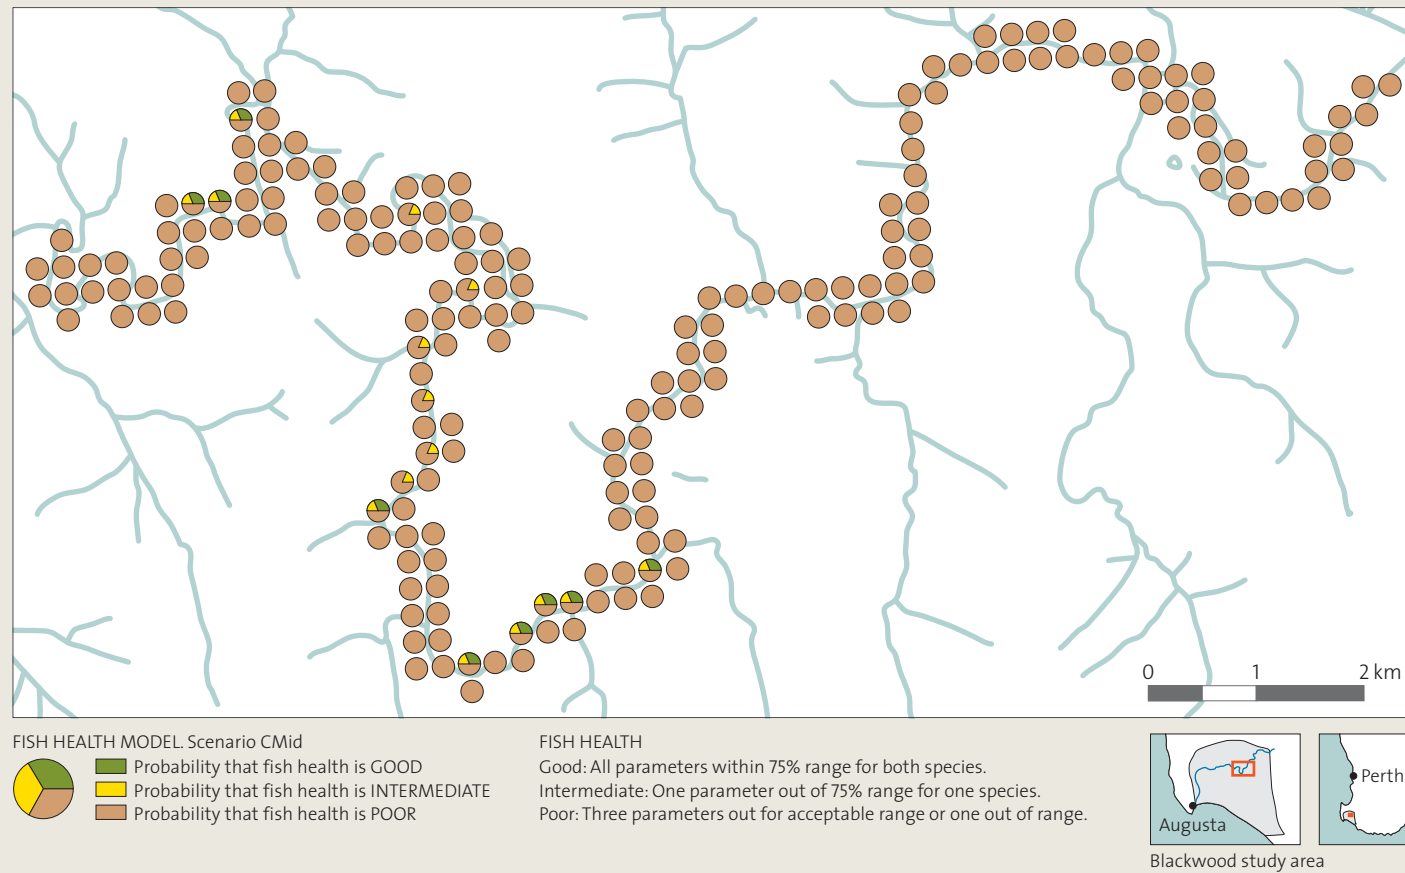 0 1 2 km
FISH HEALTH MODEL. Scenario CMid
Probability that fish health is GOOD
Probability that fish health is INTERMEDIATE
Probability that fish health is POOR
FISH HEALTH
Good: All parameters within 75% range for both species.
Intermediate: One parameter out of 75% range for one species.
Poor: Three parameters out for acceptable range or one out of range.
Augusta
Perth
Blackwood study area